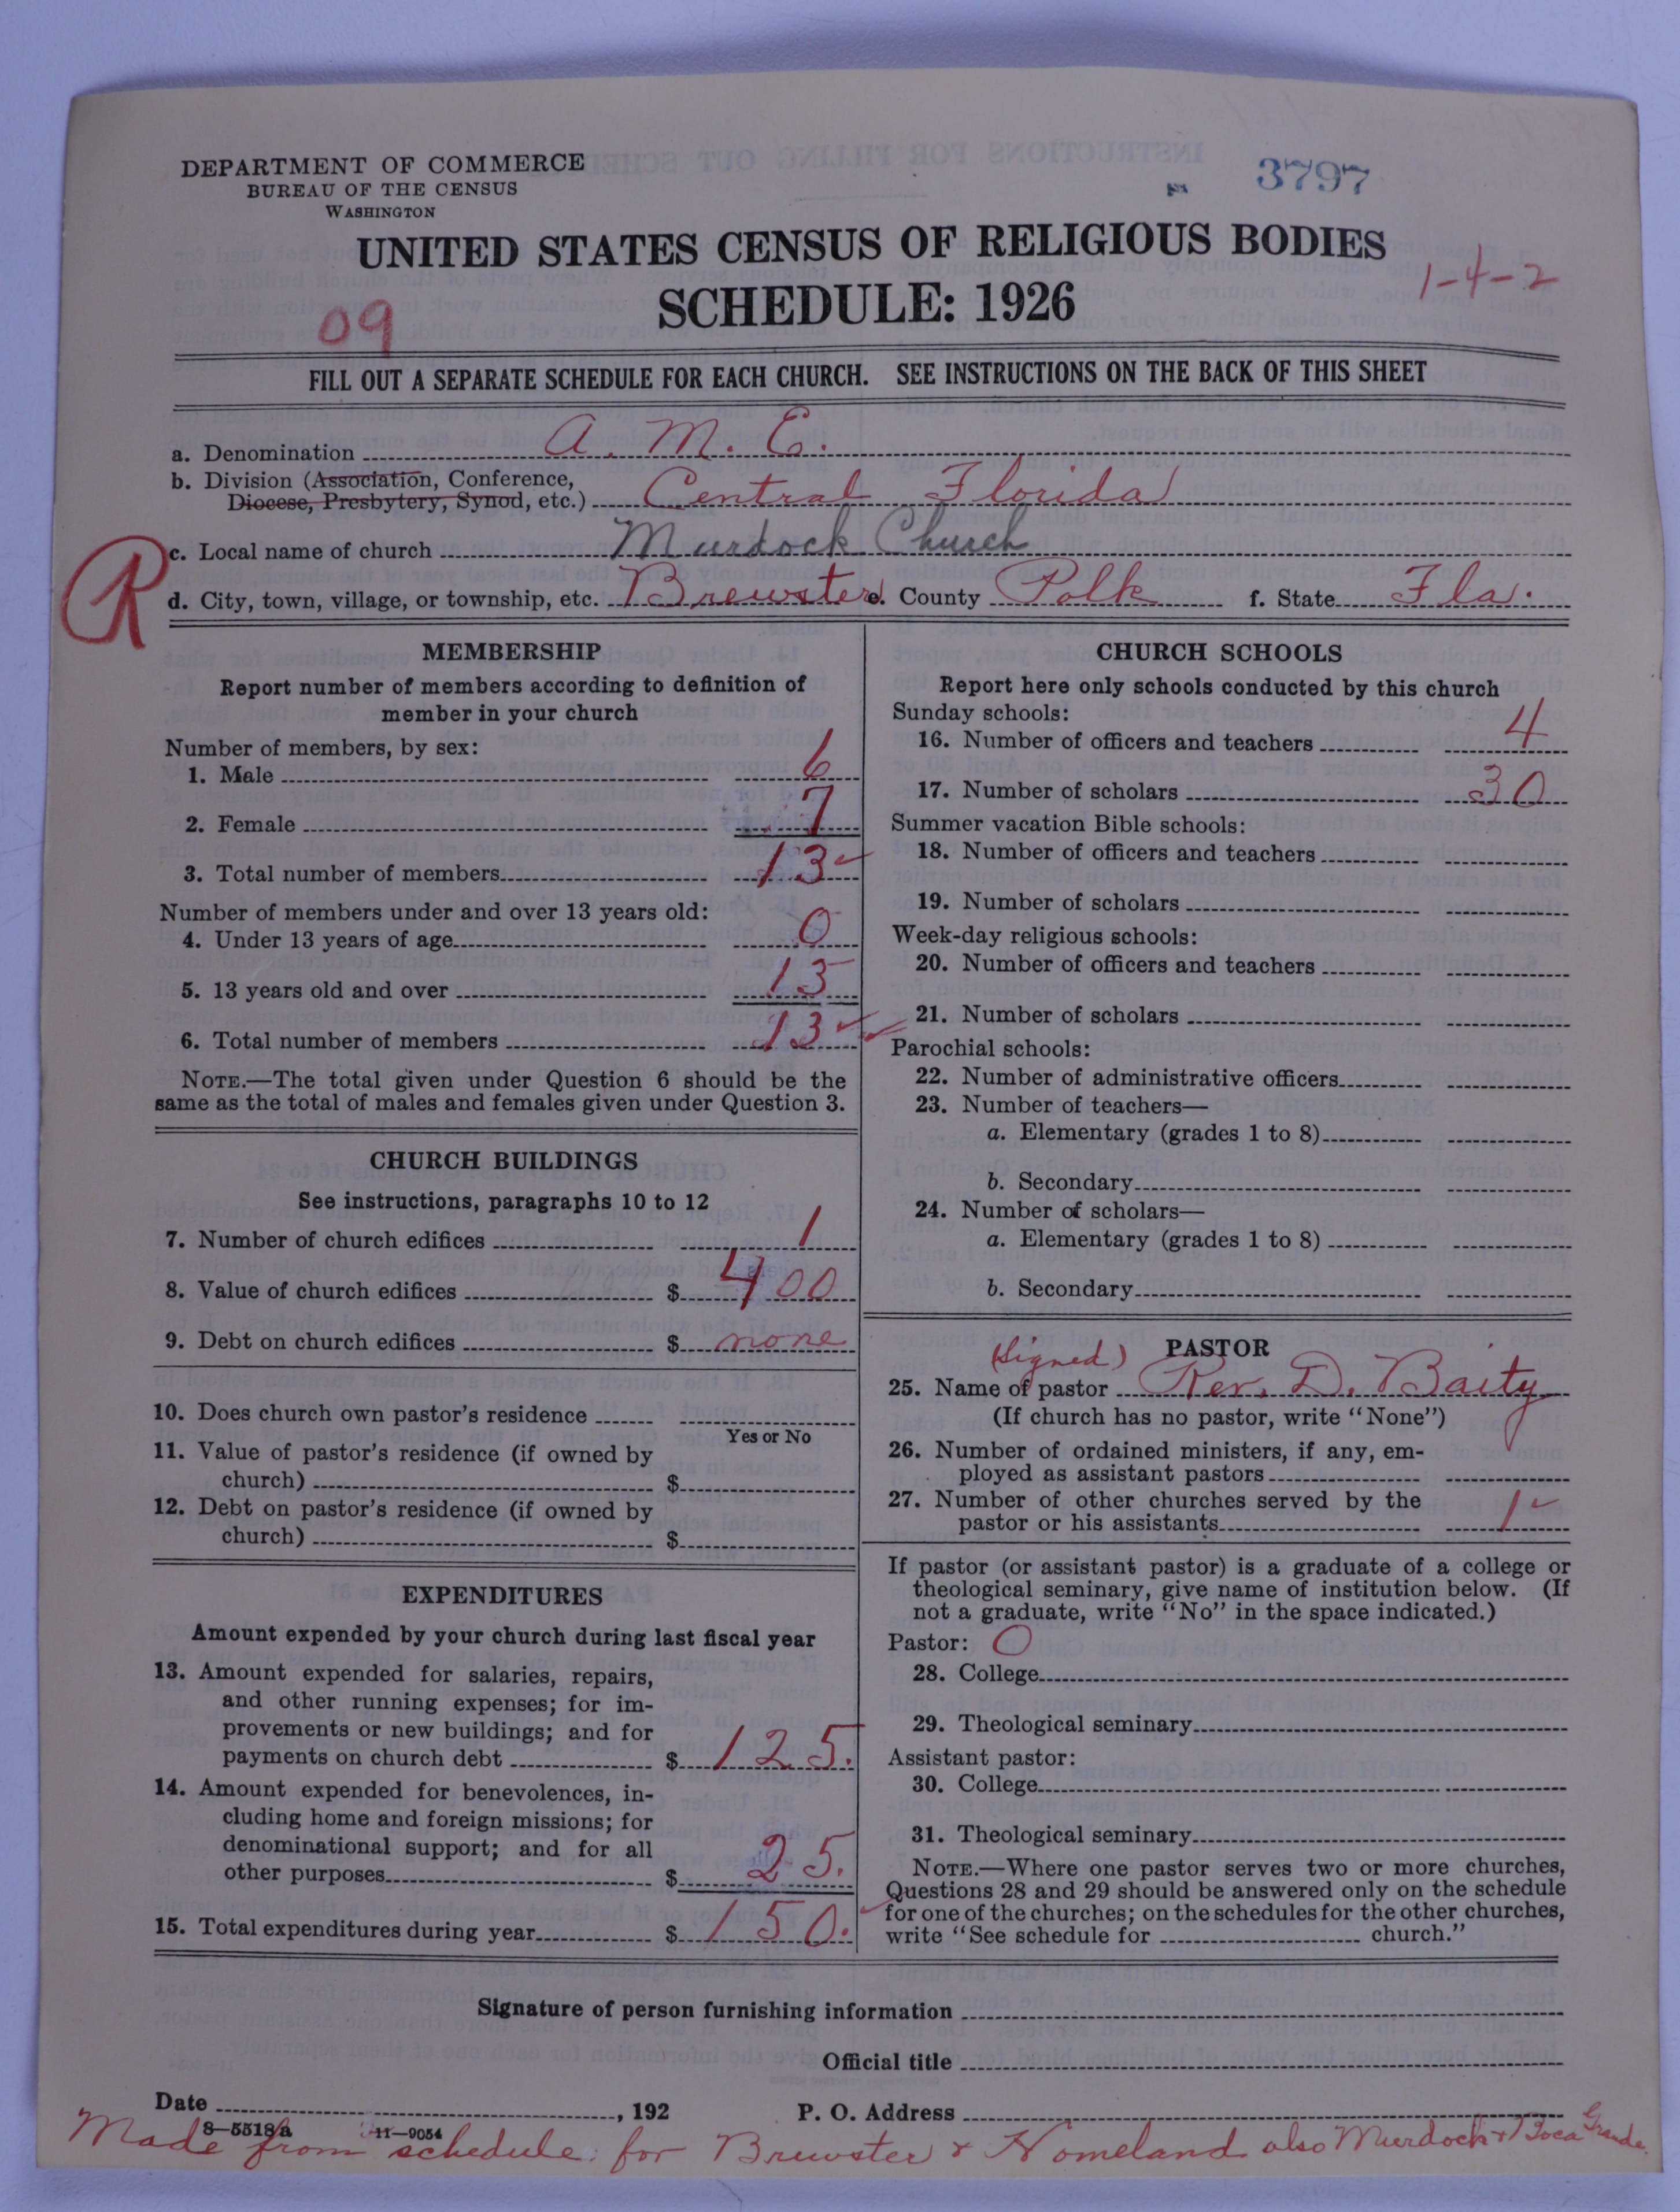 DEPARTMENT OF COMMERCE
BUREAU OF THE CENSUS
WASHINGTON
3797
UNITED STATES CENSUS OF RELIGIOUS BODIES
SCHEDULE: 1926
1-4-2
09
FILL OUT A SEPARATE SCHEDULE FOR EACH CHURCH. SEE INSTRUCTIONS ON THE BACK OF THIS SHEET
a. Denomination A. M. E.
b. Division (Association, Conference, Diocese, Presbytery, Synod, etc.) Central Florida
R
c. Local name of church Murdock Church
d. City, town, village, or township, etc. Brewster e. County Polk f. State Fla.
MEMBERSHIP
Report number of members according to definition of
member in your church
Number of members, by sex:
1. Male 6
2. Female 7
3. Total number of members 13 ✓
Number of members under and over 13 years old:
4. Under 13 years of age 0
5. 13 years old and over 13
6. Total number of members 13 ✓✓
NOTE.—The total given under Question 6 should be the
same as the total of males and females given under Question 3.
CHURCH BUILDINGS
See instructions, paragraphs 10 to 12
7. Number of church edifices 1
8. Value of church edifices $ 400
9. Debt on church edifices $ none
10. Does church own pastor's residence
Yes or No
11. Value of pastor's residence (if owned by
church) $
12. Debt on pastor's residence (if owned by
church) $
EXPENDITURES
Amount expended by your church during last fiscal year
13. Amount expended for salaries, repairs,
and other running expenses; for im-
provements or new buildings; and for
payments on church debt $ 125.
14. Amount expended for benevolences, in-
cluding home and foreign missions; for
denominational support; and for all
other purposes $ 25.
15. Total expenditures during year $ 150. ✓
CHURCH SCHOOLS
Report here only schools conducted by this church
Sunday schools:
16. Number of officers and teachers 4
17. Number of scholars 30
Summer vacation Bible schools:
18. Number of officers and teachers
19. Number of scholars
Week-day religious schools:
20. Number of officers and teachers
21. Number of scholars
Parochial schools:
22. Number of administrative officers
23. Number of teachers—
a. Elementary (grades 1 to 8)
b. Secondary
24. Number of scholars—
a. Elementary (grades 1 to 8)
b. Secondary
PASTOR
(Signed)
25. Name of pastor Rev. D. Baity
(If church has no pastor, write "None")
26. Number of ordained ministers, if any, em-
ployed as assistant pastors
27. Number of other churches served by the
pastor or his assistants 1 ✓
If pastor (or assistant pastor) is a graduate of a college or
theological seminary, give name of institution below. (If
not a graduate, write "No" in the space indicated.)
Pastor: O
28. College
29. Theological seminary
Assistant pastor:
30. College
31. Theological seminary
NOTE.—Where one pastor serves two or more churches,
Questions 28 and 29 should be answered only on the schedule
for one of the churches; on the schedules for the other churches,
write "See schedule for church."
Signature of person furnishing information
Official title
Date , 192
P. O. Address
8—5518a 11—9054
Made from schedule: for Brewster & Homeland also Murdock & Boca Grande.